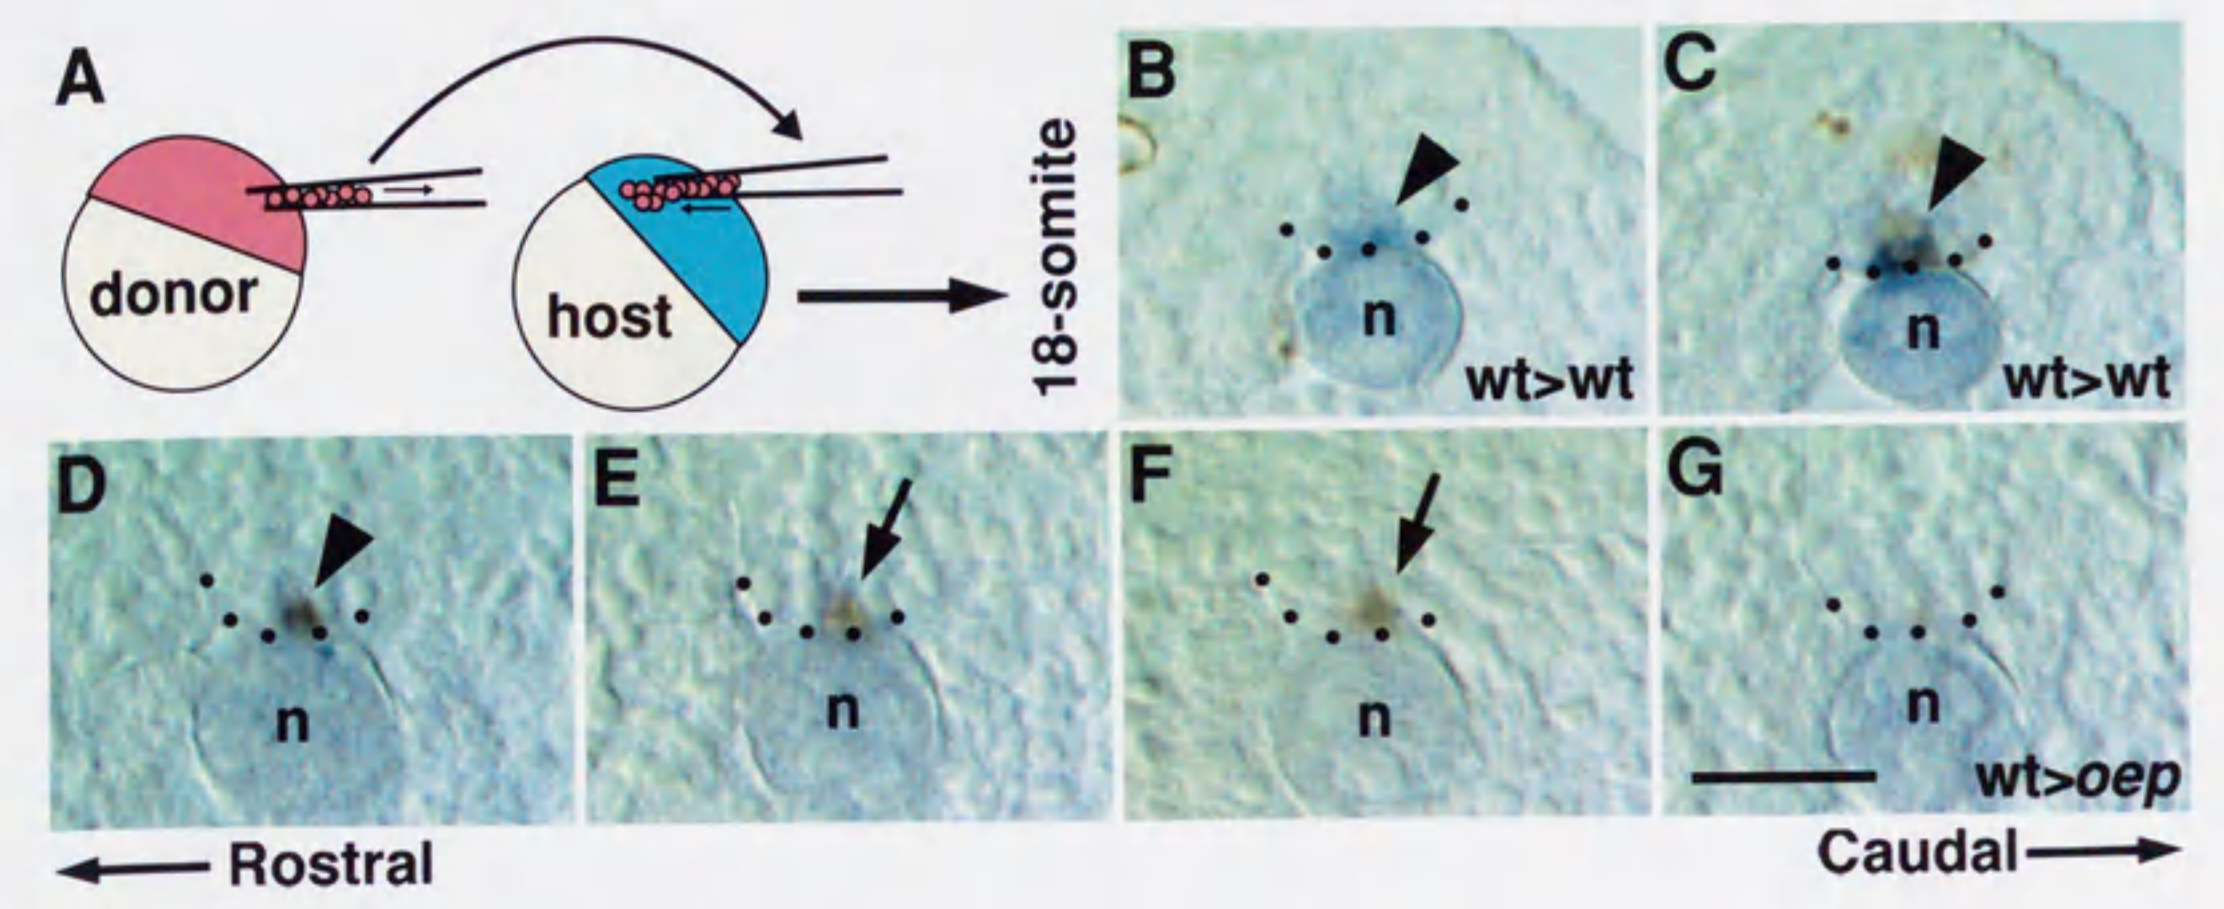 A
donor
host
18-somite
B
n
wt>wt
C
n
wt>wt
D
n
E
n
F
n
G
n
wt>oep
Rostral
Caudal